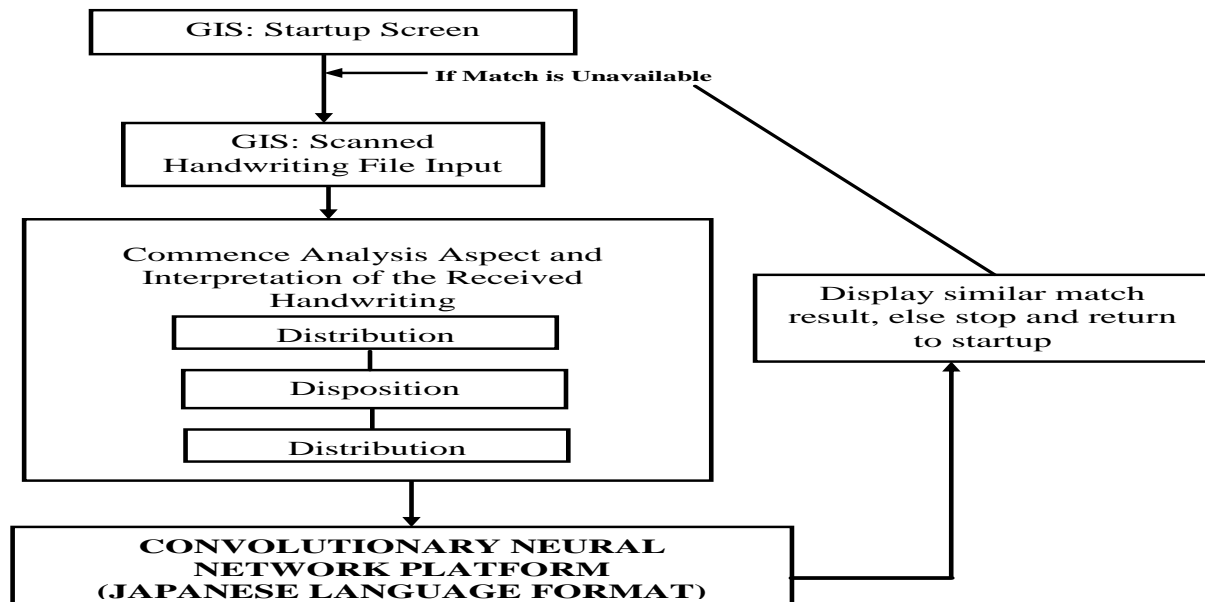 GIS: Startup Screen
If Match is Unavailable
GIS: Scanned
Handwriting File Input
Commence Analysis Aspect and
Interpretation of the Received
Handwriting
Distribution
Disposition
Distribution
Display similar match
result, else stop and return
to startup
CONVOLUTIONARY NEURAL
NETWORK PLATFORM
(JAPANESE LANGUAGE FORMAT)